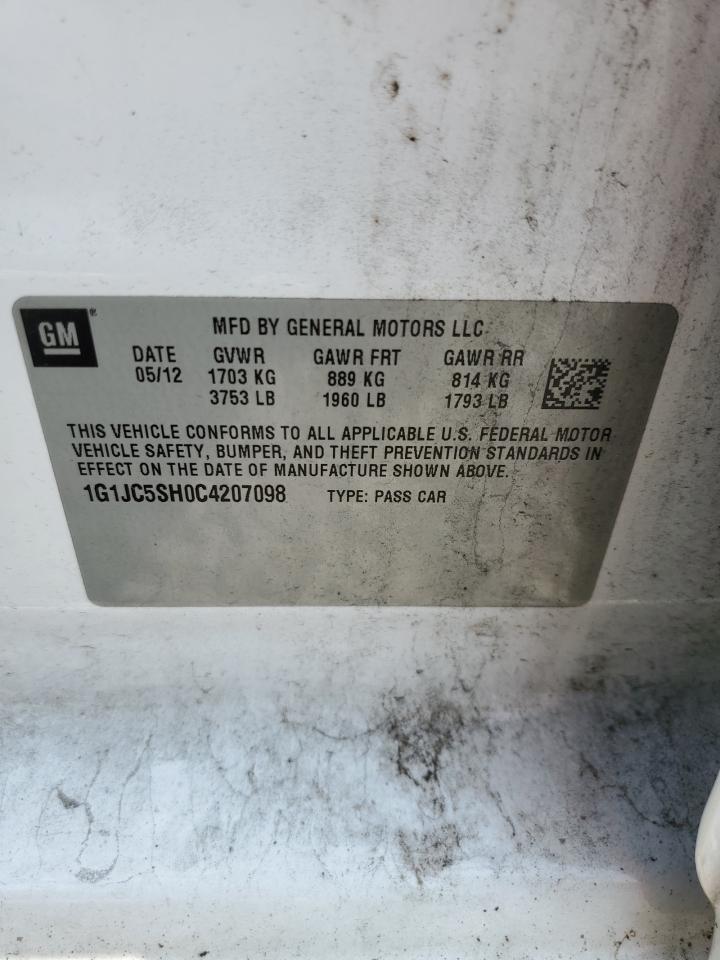 GM®
MFD BY GENERAL MOTORS LLC
DATE GVWR GAWR FRT GAWR RR
05/12 1703 KG 889 KG 814 KG
3753 LB 1960 LB 1793 LB
THIS VEHICLE CONFORMS TO ALL APPLICABLE U.S. FEDERAL MOTOR
VEHICLE SAFETY, BUMPER, AND THEFT PREVENTION STANDARDS IN
EFFECT ON THE DATE OF MANUFACTURE SHOWN ABOVE.
1G1JC5SH0C4207098 TYPE: PASS CAR